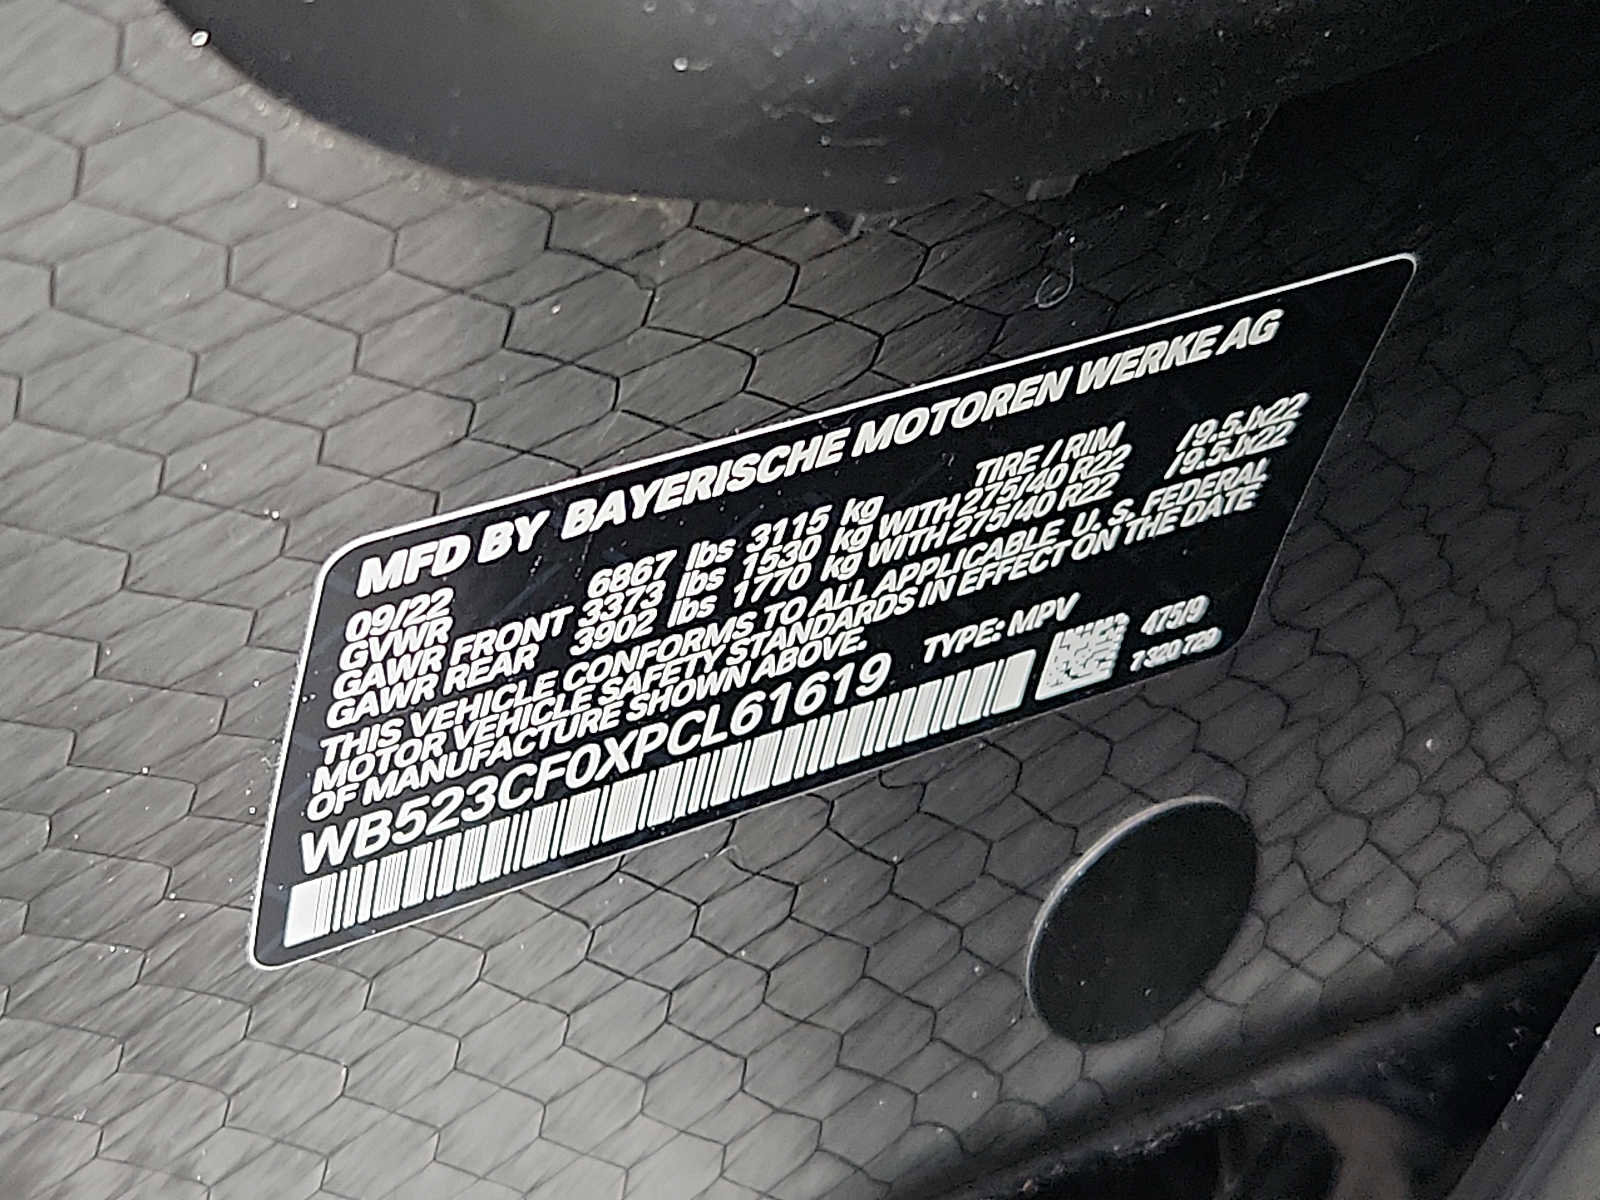 MFD BY BAYERISCHE MOTOREN WERKE AG
09/22 TIRE / RIM
GVWR 6867 lbs 3115 kg
GAWR FRONT 3373 lbs 1530 kg WITH 275/40 R22 /9.5Jx22
GAWR REAR 3902 lbs 1770 kg WITH 275/40 R22 /9.5Jx22
THIS VEHICLE CONFORMS TO ALL APPLICABLE U. S. FEDERAL
MOTOR VEHICLE SAFETY STANDARDS IN EFFECT ON THE DATE
OF MANUFACTURE SHOWN ABOVE.
WB523CF0XPCL61619 TYPE: MPV
475/9
7 320 729